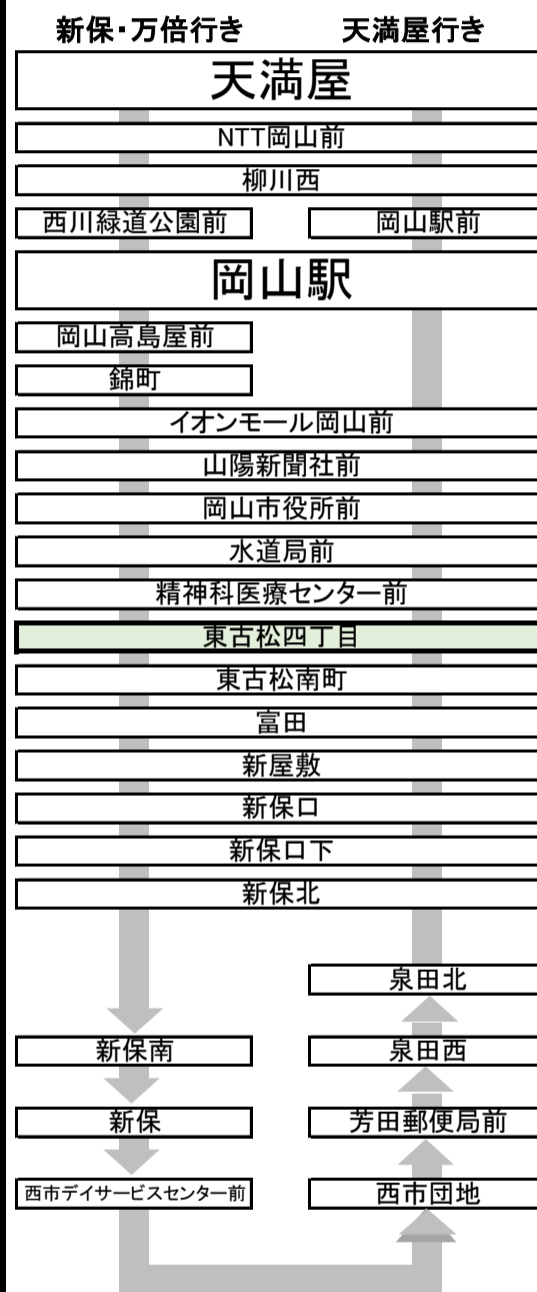 新保・万倍行き 天満屋行き
天満屋
NTT岡山前
柳川西
西川緑道公園前 岡山駅前
岡山駅
岡山高島屋前
錦町
イオンモール岡山前
山陽新聞社前
岡山市役所前
水道局前
精神科医療センター前
東古松四丁目
東古松南町
富田
新屋敷
新保口
新保口下
新保北
泉田北
新保南 泉田西
新保 芳田郵便局前
西市デイサービスセンター前 西市団地